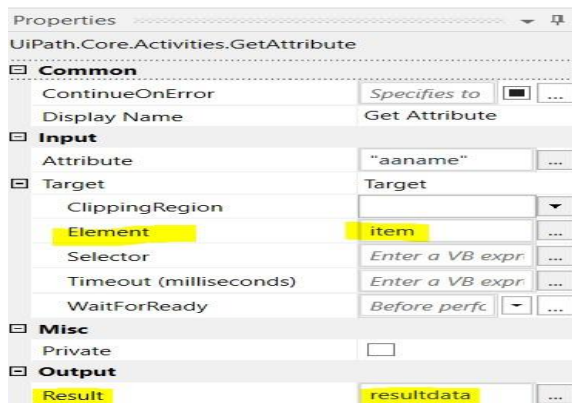 Properties
UiPath.Core.Activities.GetAttribute
Common
ContinueOnError Specifies to ...
Display Name Get Attribute
Input
Attribute "aaname" ...
Target Target
ClippingRegion
Element item ...
Selector Enter a VB expr ...
Timeout (milliseconds) Enter a VB expr ...
WaitForReady Before perfc ...
Misc
Private
Output
Result resultdata ...